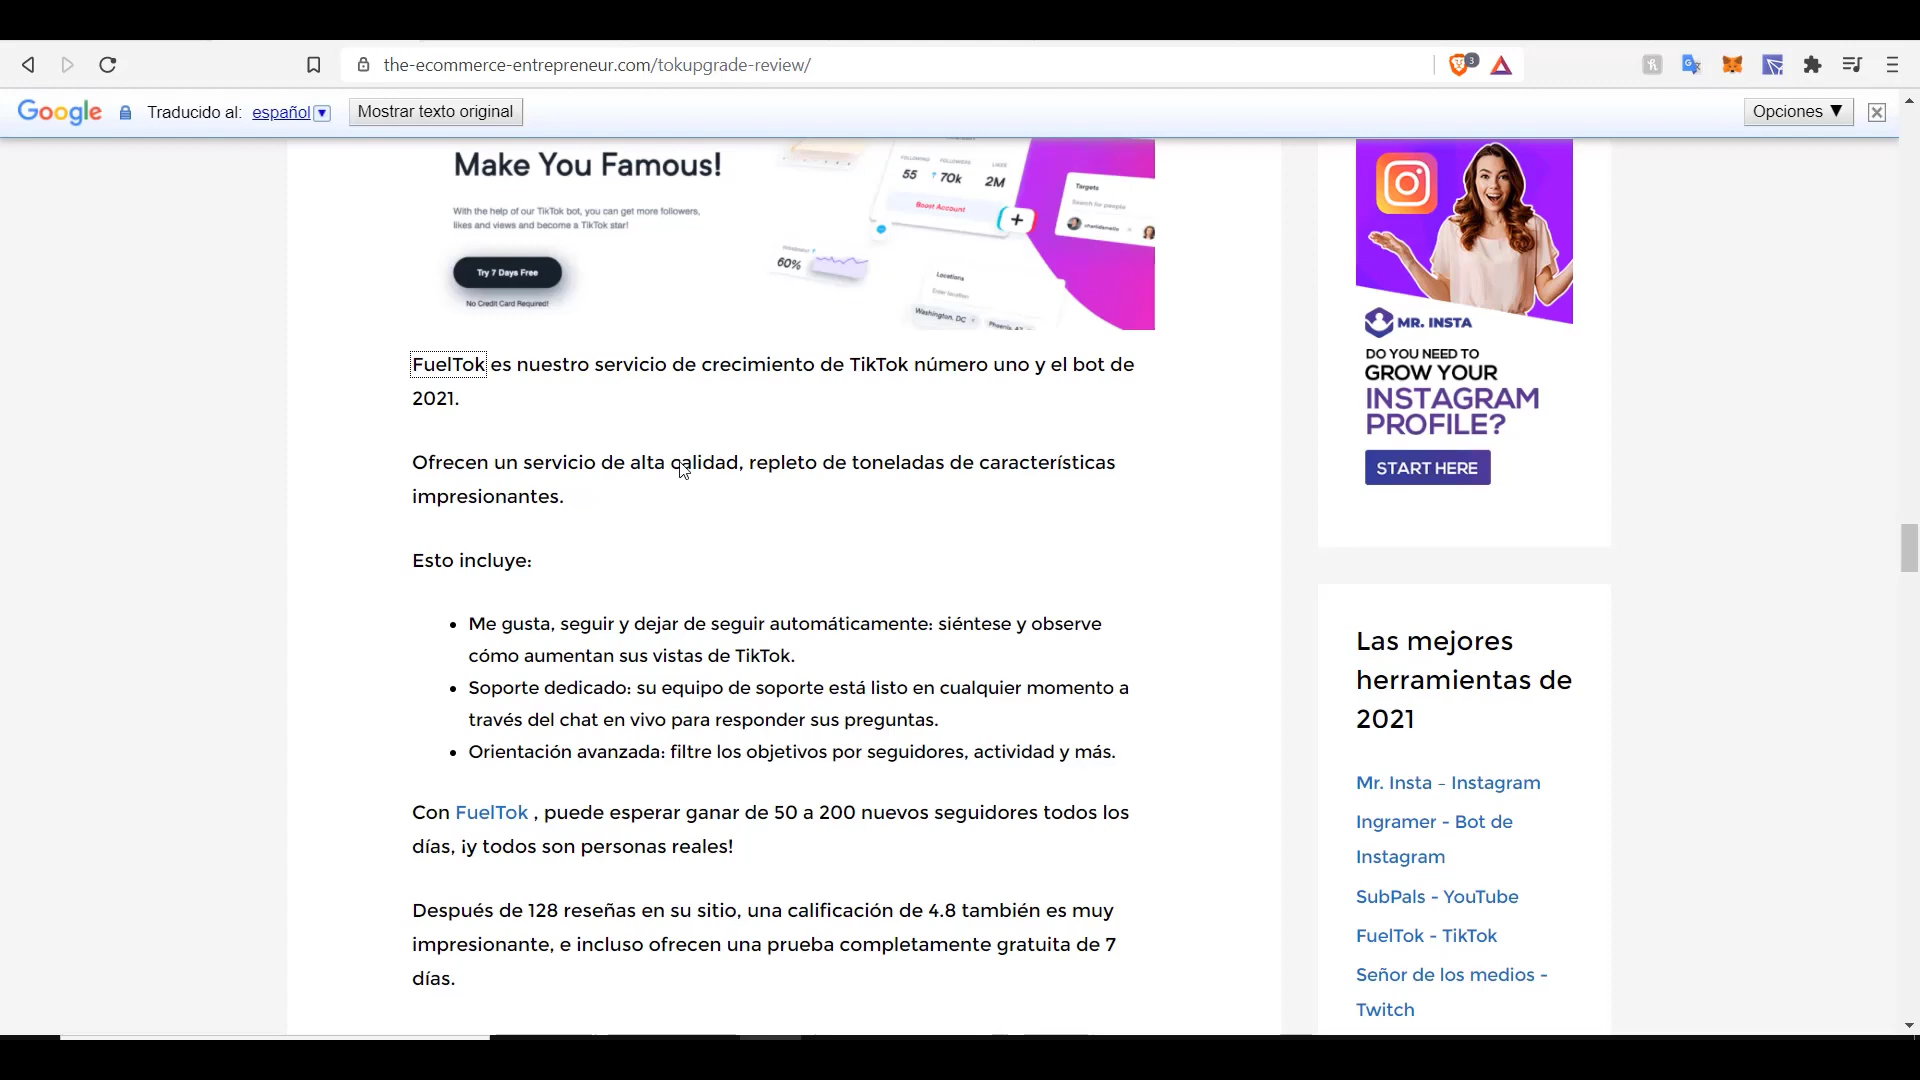 the-ecommerce-entrepreneur.com/tokupgrade-review/
3
Google
Traducido al: español
Mostrar texto original
Opciones ▼
Make You Famous!
With the help of our TikTok bot, you can get more followers,
likes and views and become a TikTok star!
Try 7 Days Free
No Credit Card Required!
FOLLOWING
FOLLOWERS
LIKES
55
70k
2M
Boost Account
Targets
Search for people
60%
Locations
Enter location
Washington, DC
FuelTok es nuestro servicio de crecimiento de TikTok número uno y el bot de
2021.
Ofrecen un servicio de alta calidad, repleto de toneladas de características
impresionantes.
Esto incluye:
• Me gusta, seguir y dejar de seguir automáticamente: siéntese y observe
cómo aumentan sus vistas de TikTok.
• Soporte dedicado: su equipo de soporte está listo en cualquier momento a
través del chat en vivo para responder sus preguntas.
• Orientación avanzada: filtre los objetivos por seguidores, actividad y más.
Con FuelTok , puede esperar ganar de 50 a 200 nuevos seguidores todos los
días, ¡y todos son personas reales!
Después de 128 reseñas en su sitio, una calificación de 4.8 también es muy
impresionante, e incluso ofrecen una prueba completamente gratuita de 7
días.
MR. INSTA
DO YOU NEED TO
GROW YOUR
INSTAGRAM
PROFILE?
START HERE
Las mejores
herramientas de
2021
Mr. Insta – Instagram
Ingramer - Bot de
Instagram
SubPals - YouTube
FuelTok - TikTok
Señor de los medios -
Twitch